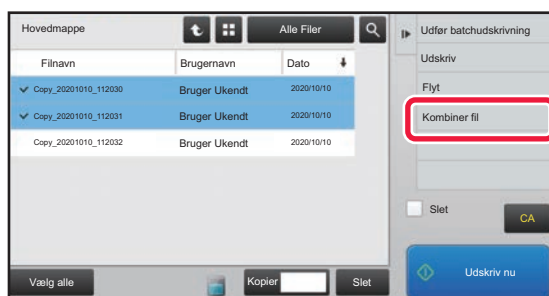 Hovedmappe
Alle Filer
Filnavn Brugernavn Dato
Copy_20201010_112030 Bruger Ukendt 2020/10/10
Copy_20201010_112031 Bruger Ukendt 2020/10/10
Copy_20201010_112032 Bruger Ukendt 2020/10/10
Vælg alle
Kopier
Slet
Udfør batchudskrivning
Udskriv
Flyt
Kombiner fil
Slet
CA
Udskriv nu